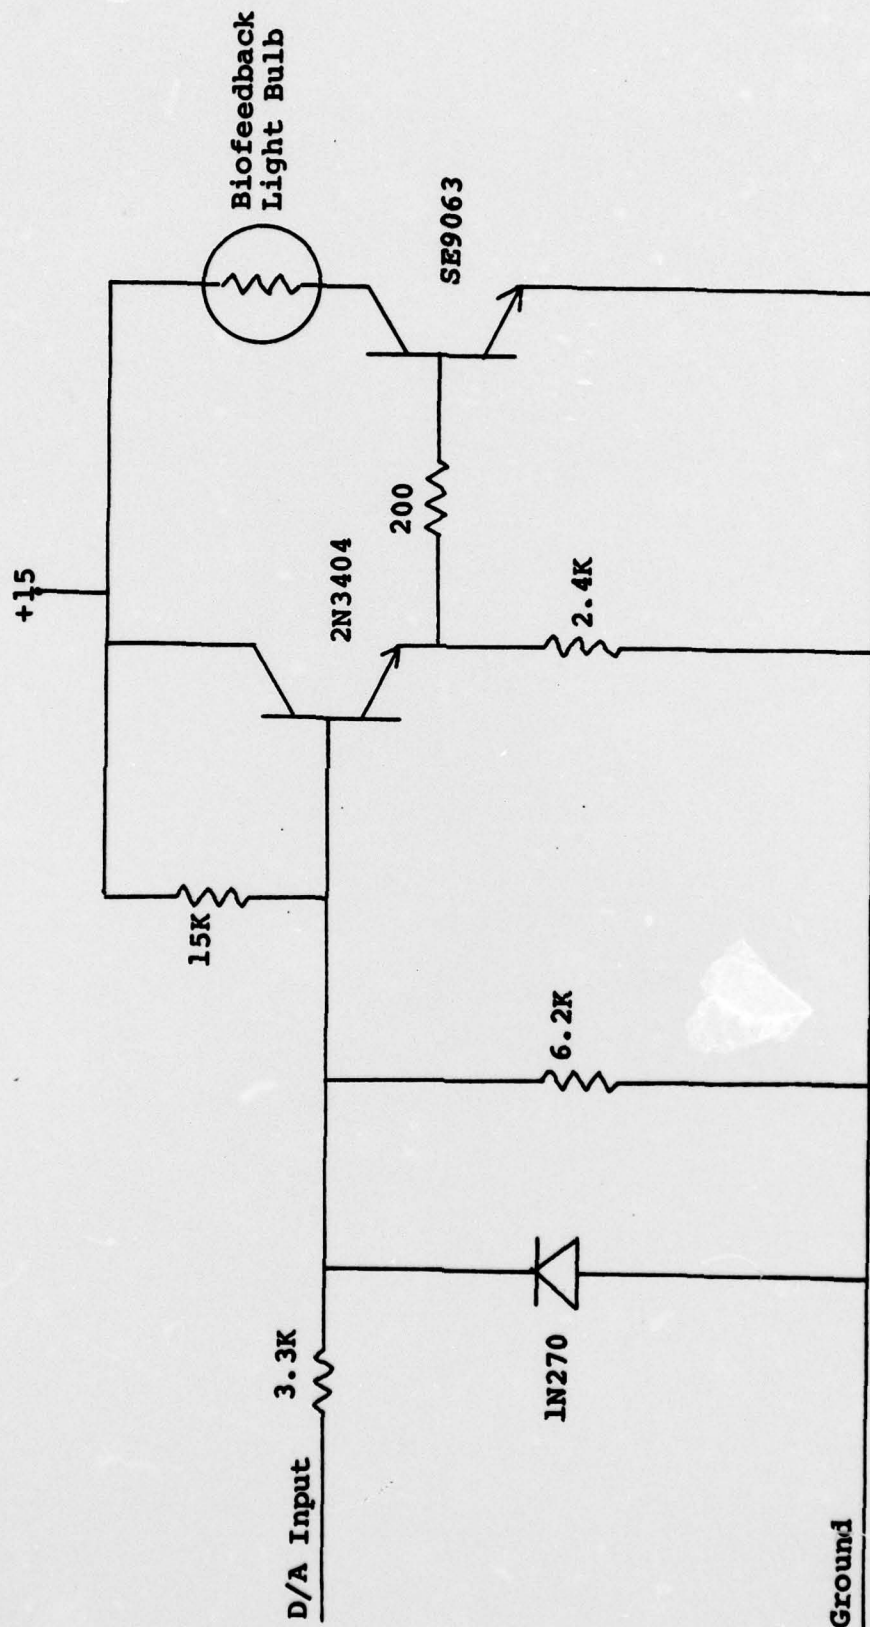 +15
Biofeedback
Light Bulb
15K
2N3404
SE9063
200
D/A Input
3.3K
6.2K
2.4K
1N270
Ground